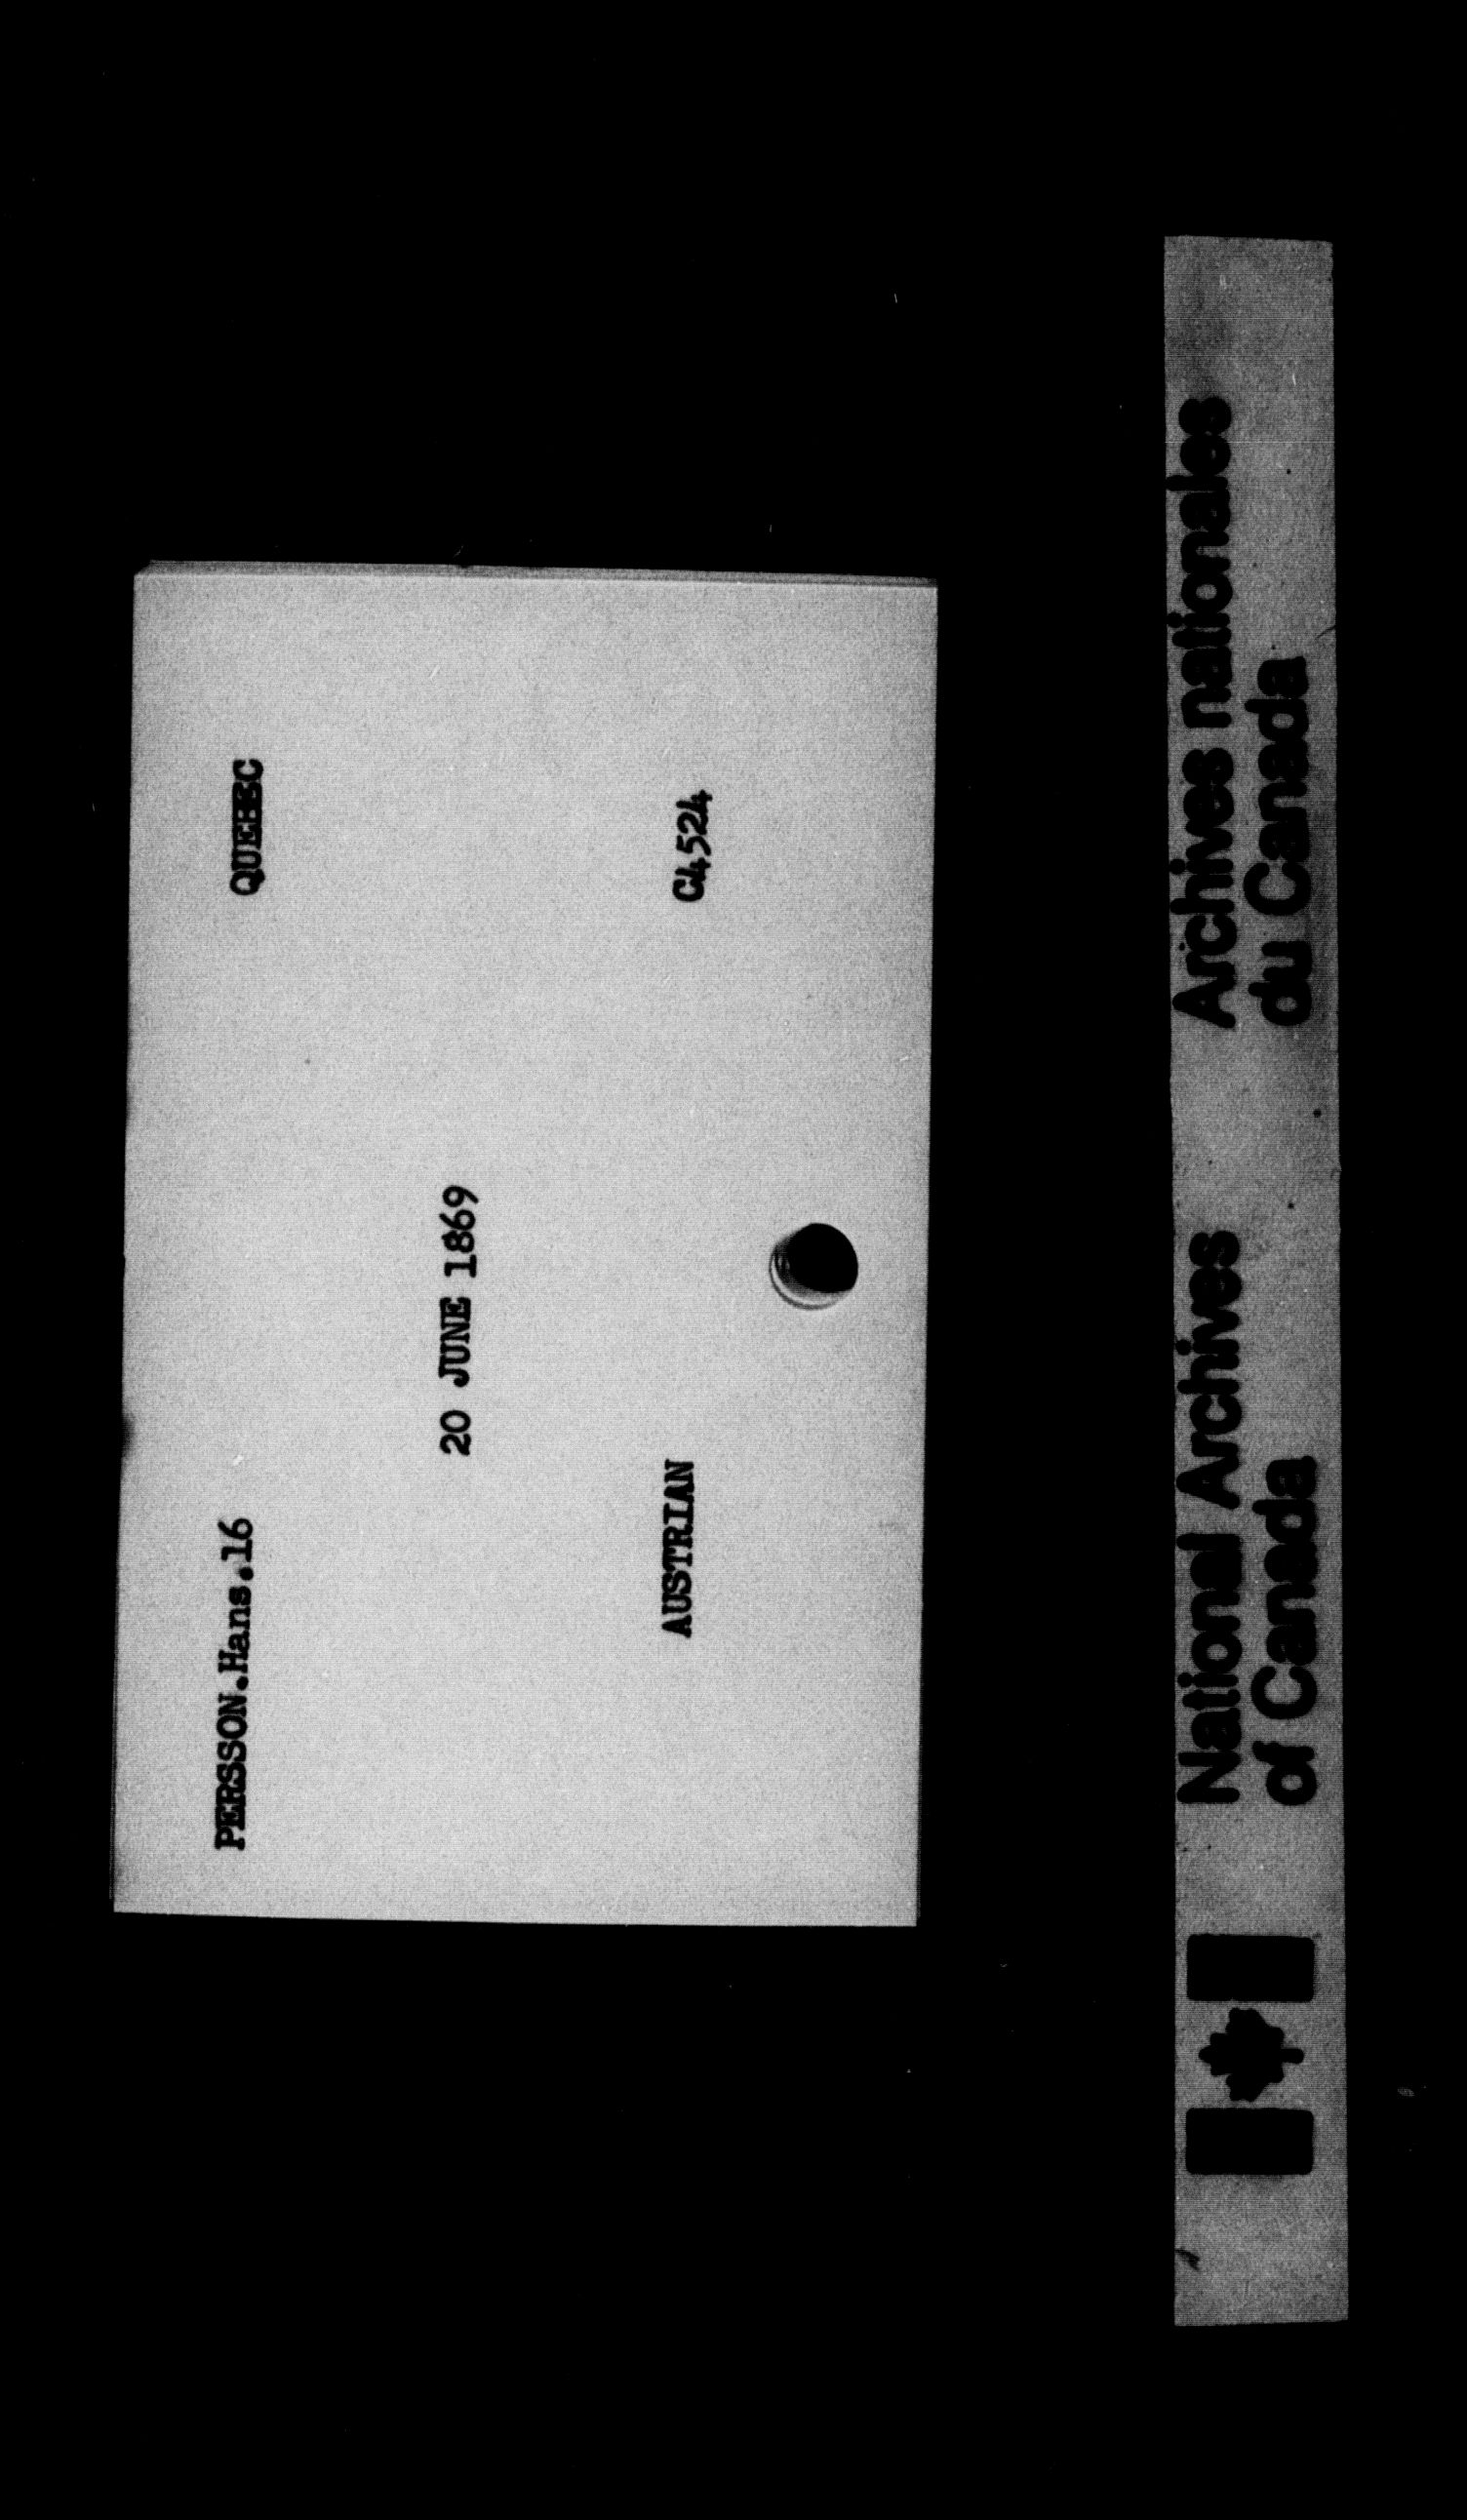 PERSSON.Hans.16 QUEBEC
20 JUNE 1869
AUSTRIAN C4524
National Archives
of Canada
Archives nationales
du Canada